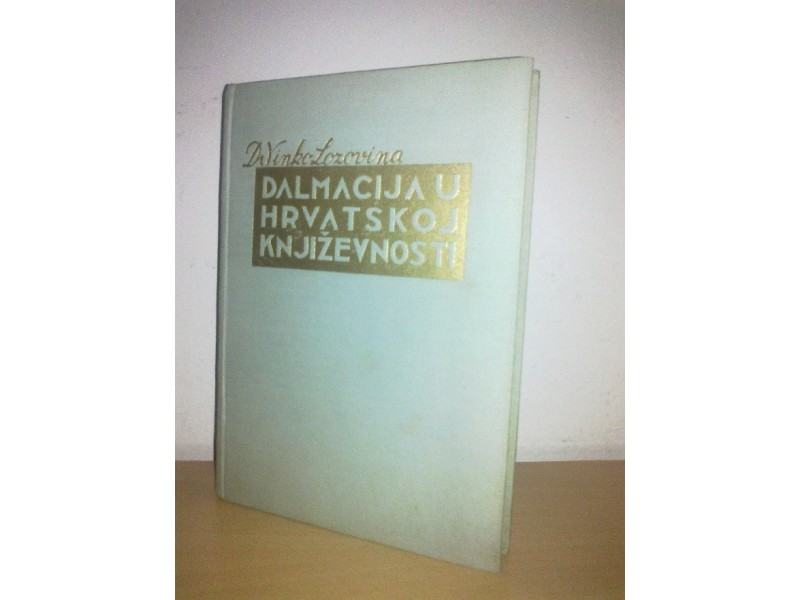 Dr Vinko Lozovina
DALMACIJA U
HRVATSKOJ
KNJIŽEVNOSTI